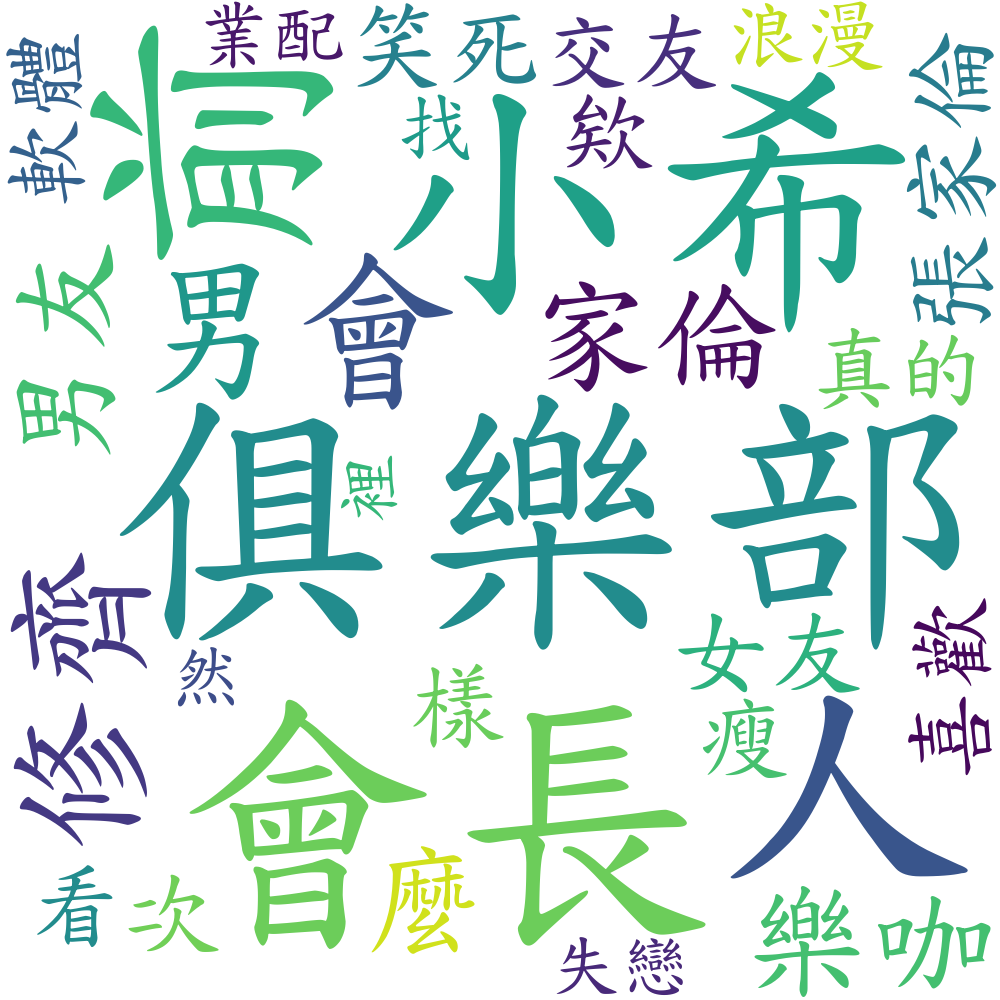 業配
笑死
交友
浪漫
軟體
前
找
小希
欸
張家倫
男友
男
會
家倫
真的
俱樂部
裡
修齊
然
樣
女友
瘦
喜歡
會長
人
看
次
麼
失戀
樂咖